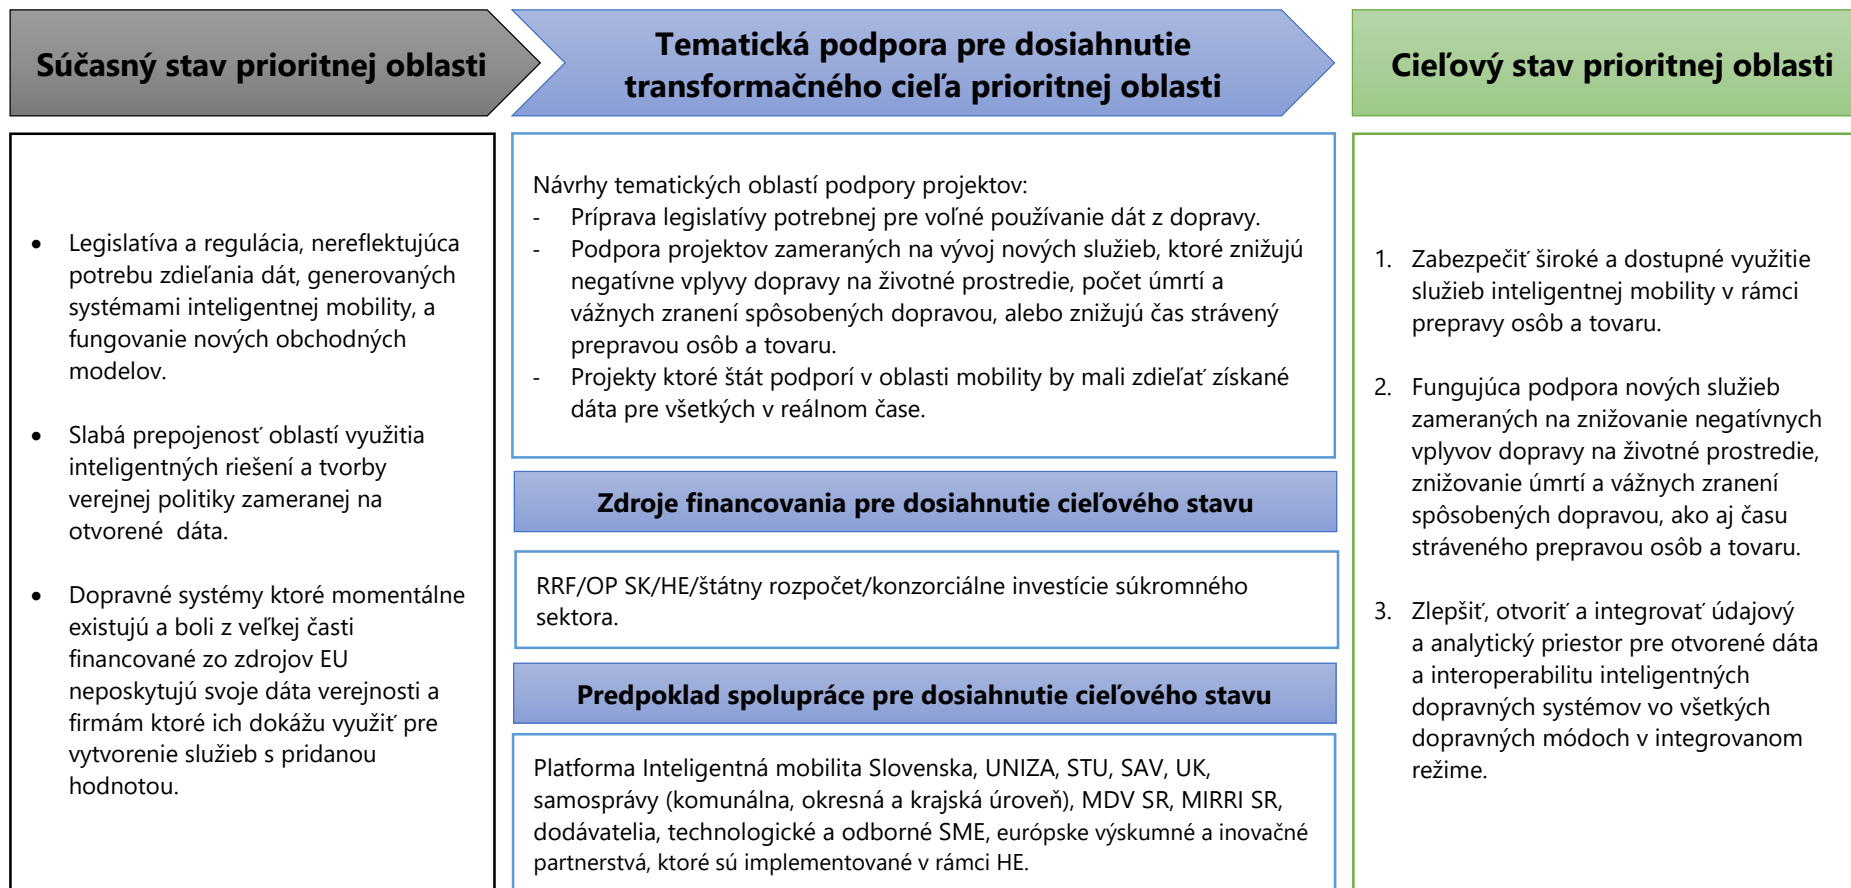 Súčasný stav prioritnej oblasti
Tematická podpora pre dosiahnutie
transformačného cieľa prioritnej oblasti
Cieľový stav prioritnej oblasti
• Legislatíva a regulácia, nereflektujúca
potrebu zdieľania dát, generovaných
systémami inteligentnej mobility, a
fungovanie nových obchodných
modelov.
• Slabá prepojenosť oblastí využitia
inteligentných riešení a tvorby
verejnej politiky zameranej na
otvorené  dáta.
• Dopravné systémy ktoré momentálne
existujú a boli z veľkej časti
financované zo zdrojov EU
neposkytujú svoje dáta verejnosti a
firmám ktoré ich dokážu využiť pre
vytvorenie služieb s pridanou
hodnotou.
Návrhy tematických oblastí podpory projektov:
- Príprava legislatívy potrebnej pre voľné používanie dát z dopravy.
- Podpora projektov zameraných na vývoj nových služieb, ktoré znižujú
negatívne vplyvy dopravy na životné prostredie, počet úmrtí a
vážnych zranení spôsobených dopravou, alebo znižujú čas strávený
prepravou osôb a tovaru.
- Projekty ktoré štát podporí v oblasti mobility by mali zdieľať získané
dáta pre všetkých v reálnom čase.
Zdroje financovania pre dosiahnutie cieľového stavu
RRF/OP SK/HE/štátny rozpočet/konzorciálne investície súkromného
sektora.
Predpoklad spolupráce pre dosiahnutie cieľového stavu
Platforma Inteligentná mobilita Slovenska, UNIZA, STU, SAV, UK,
samosprávy (komunálna, okresná a krajská úroveň), MDV SR, MIRRI SR,
dodávatelia, technologické a odborné SME, európske výskumné a inovačné
partnerstvá, ktoré sú implementované v rámci HE.
1. Zabezpečiť široké a dostupné využitie
služieb inteligentnej mobility v rámci
prepravy osôb a tovaru.
2. Fungujúca podpora nových služieb
zameraných na znižovanie negatívnych
vplyvov dopravy na životné prostredie,
znižovanie úmrtí a vážnych zranení
spôsobených dopravou, ako aj času
stráveného prepravou osôb a tovaru.
3. Zlepšiť, otvoriť a integrovať údajový
a analytický priestor pre otvorené dáta
a interoperabilitu inteligentných
dopravných systémov vo všetkých
dopravných módoch v integrovanom
režime.